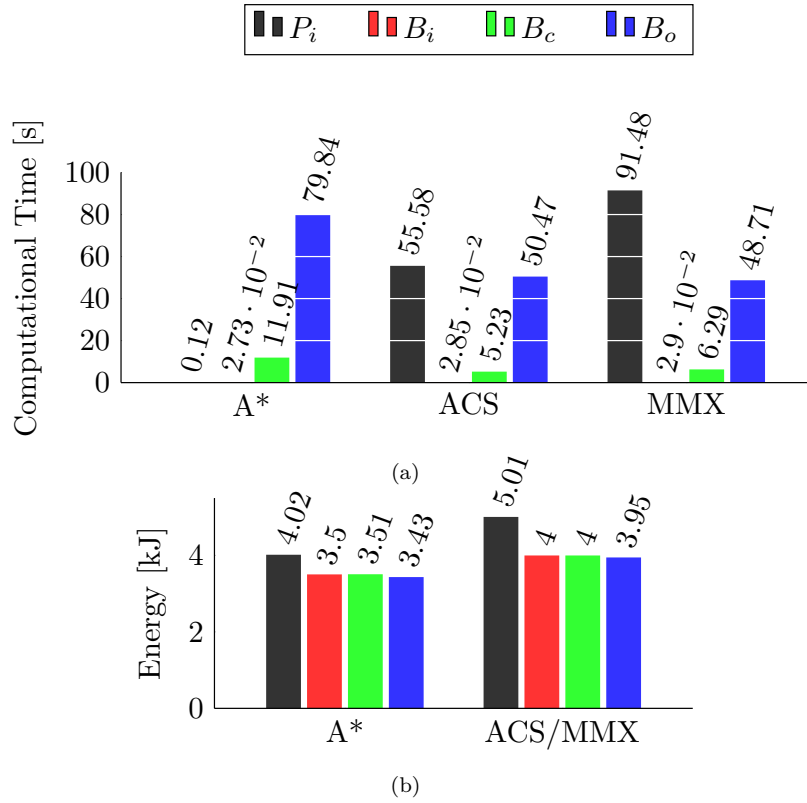 P_i B_i B_c B_o
Computational Time [s]
100
80
60
40
20
0
0.12
2.73 · 10^{-2}
11.91
79.84
55.58
2.85 · 10^{-2}
5.23
50.47
91.48
2.9 · 10^{-2}
6.29
48.71
A* ACS MMX
(a)
Energy [kJ]
4
2
0
4.02
3.5
3.51
3.43
5.01
4
4
3.95
A* ACS/MMX
(b)